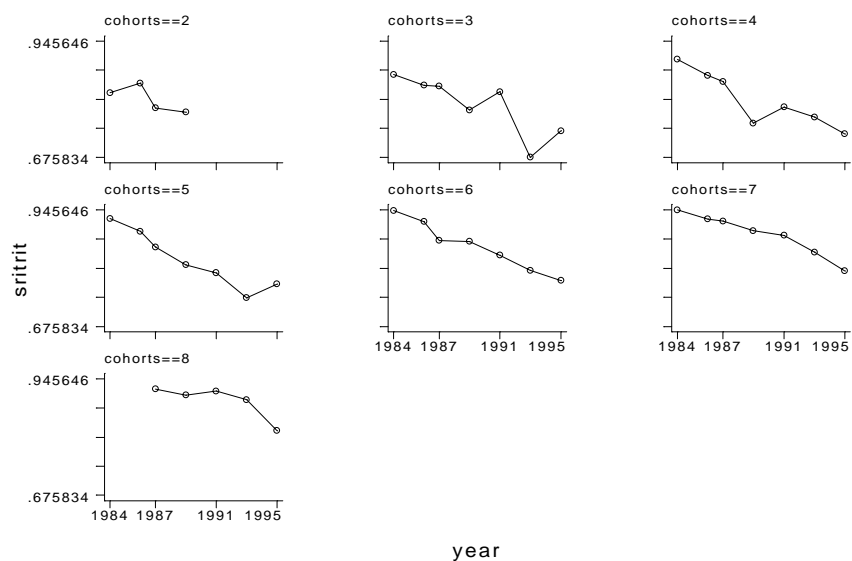 cohorts==2 cohorts==3 cohorts==4
.945646
.675834
cohorts==5 cohorts==6 cohorts==7
.945646
.675834
1984 1987 1991 1995 1984 1987 1991 1995
cohorts==8
.945646
.675834
1984 1987 1991 1995
sritrit
year